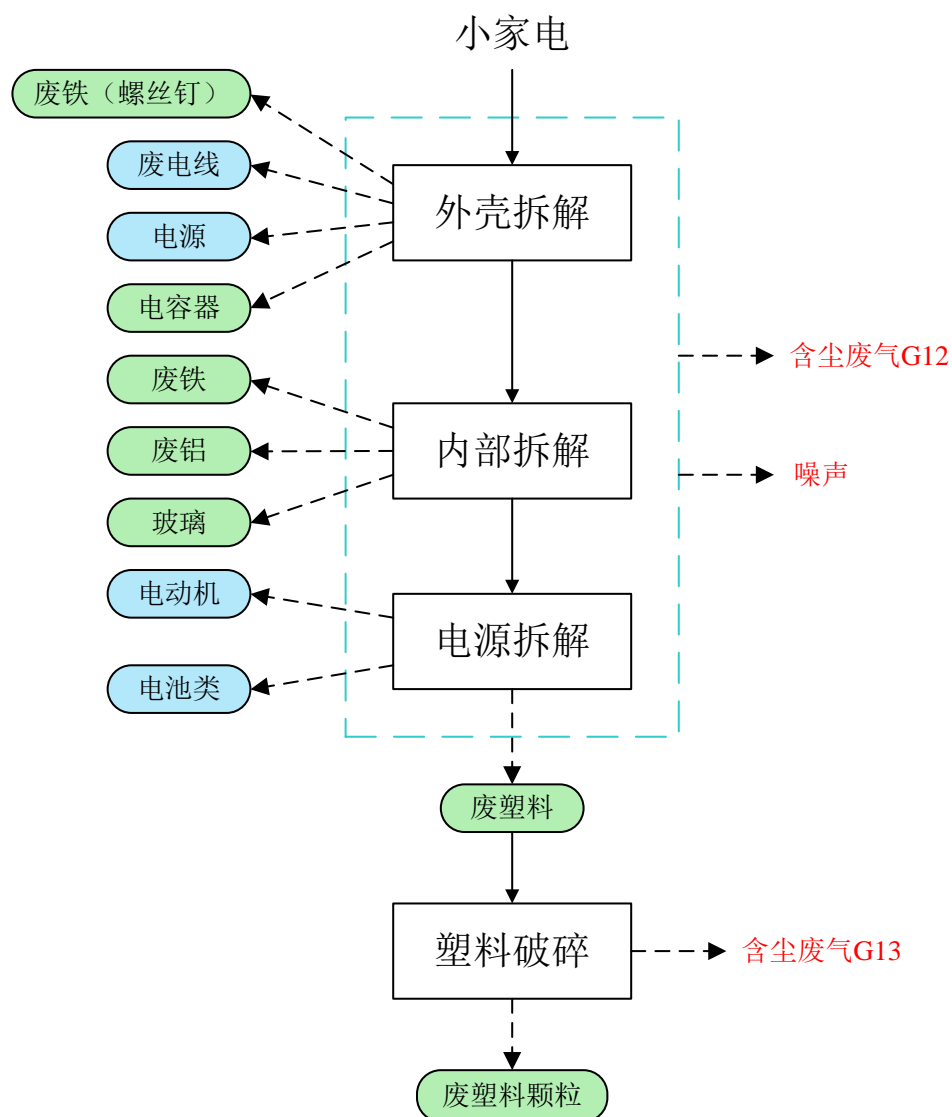 小家电
废铁（螺丝钉）
废电线
外壳拆解
电源
电容器
含尘废气G12
废铁
废铝
内部拆解
噪声
玻璃
电动机
电源拆解
电池类
废塑料
塑料破碎
含尘废气G13
废塑料颗粒